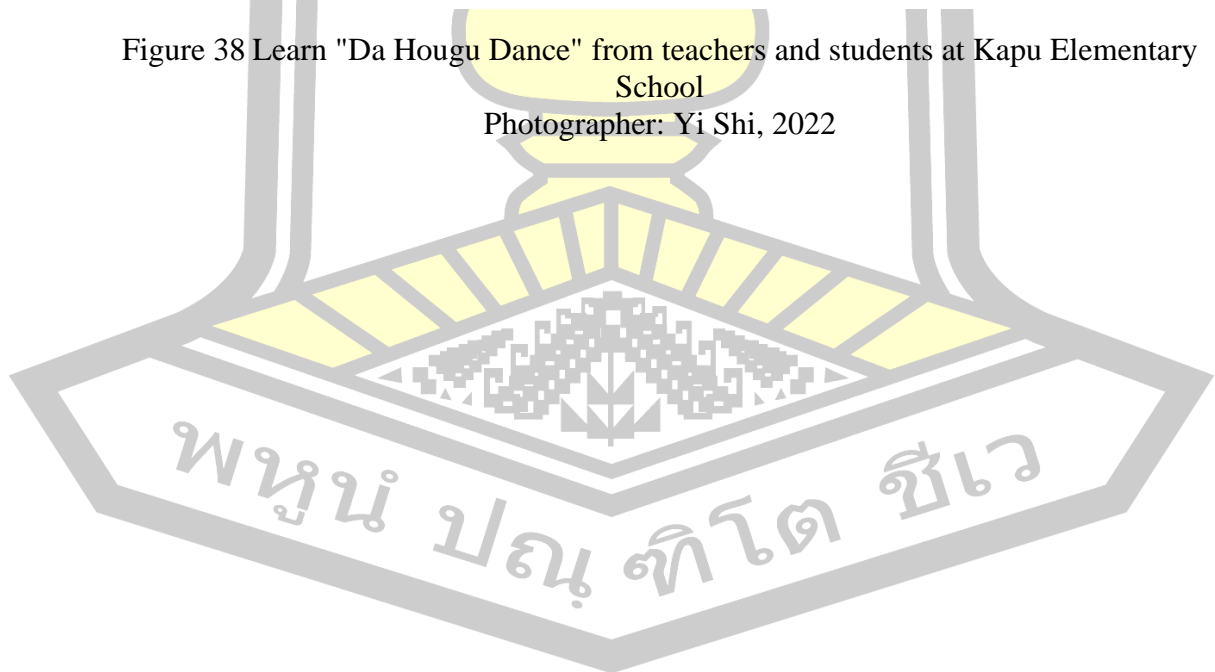 Figure 38 Learn "Da Hougu Dance" from teachers and students at Kapu Elementary
School
Photographer: Yi Shi, 2022
พหูนํ ปณฺฑิโต ชีเว